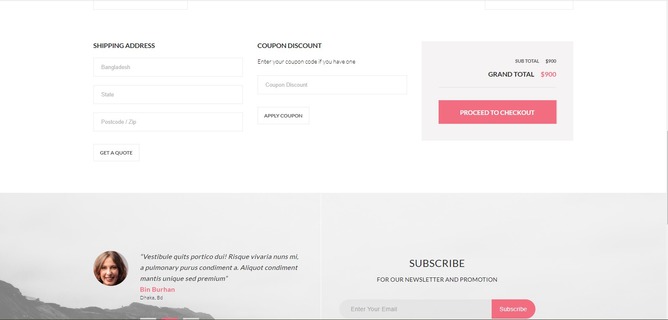 SHIPPING ADDRESS
Bangladesh
State
Postcode / Zip
GET A QUOTE
COUPON DISCOUNT
Enter your coupon code if you have one
Coupon Discount
APPLY COUPON
SUB TOTAL $900
GRAND TOTAL $900
PROCEED TO CHECKOUT
"Vestibule quits portico dui! Risque vivaria nuns mi,
a pulmonary purus condiment a. Aliquot condiment
mantis unique sed premium"
Bin Burhan
Dhaka, Bd
SUBSCRIBE
FOR OUR NEWSLETTER AND PROMOTION
Enter Your Email
Subscribe